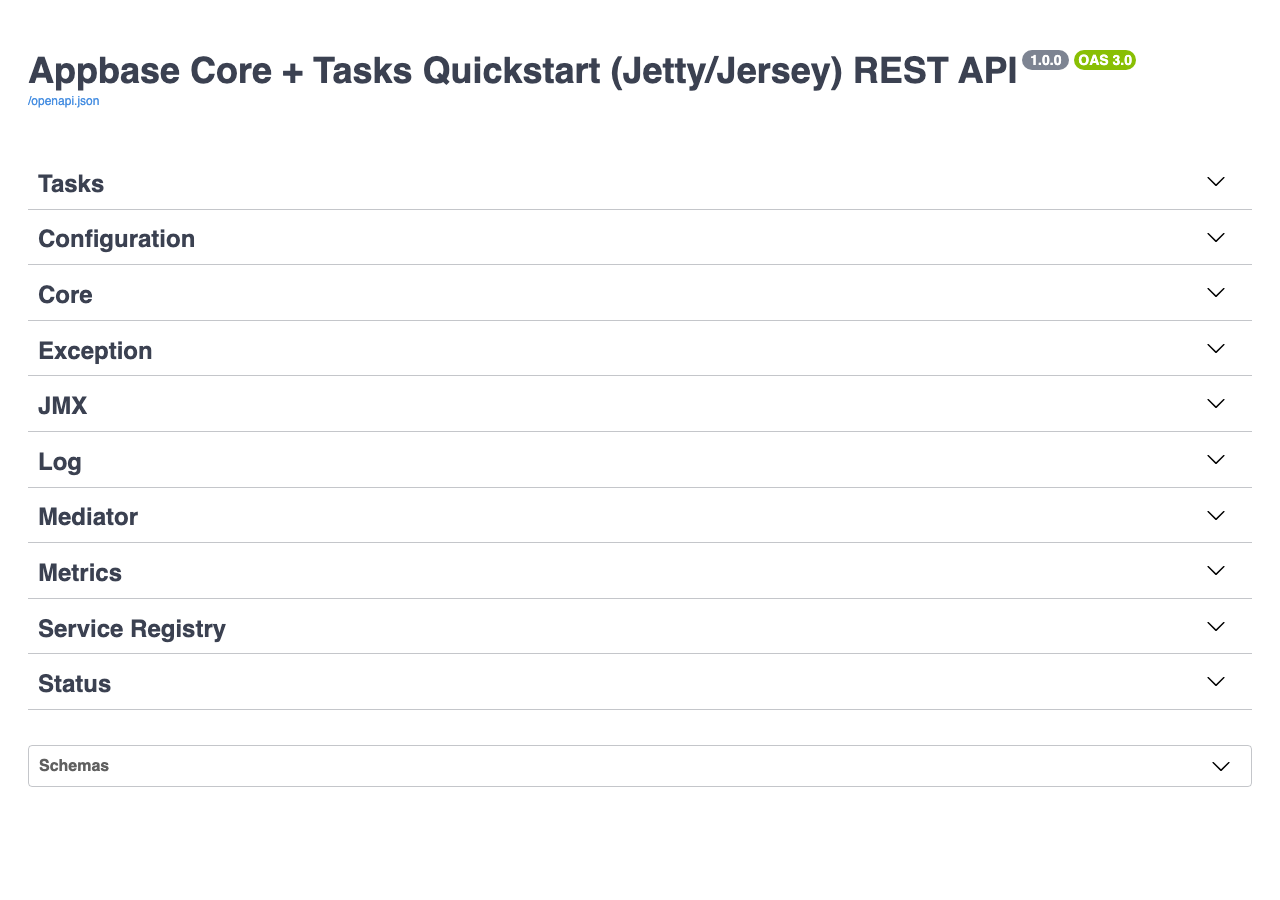 Appbase Core + Tasks Quickstart (Jetty/Jersey) REST API 1.0.0 OAS 3.0
/openapi.json
Tasks
Configuration
Core
Exception
JMX
Log
Mediator
Metrics
Service Registry
Status
Schemas